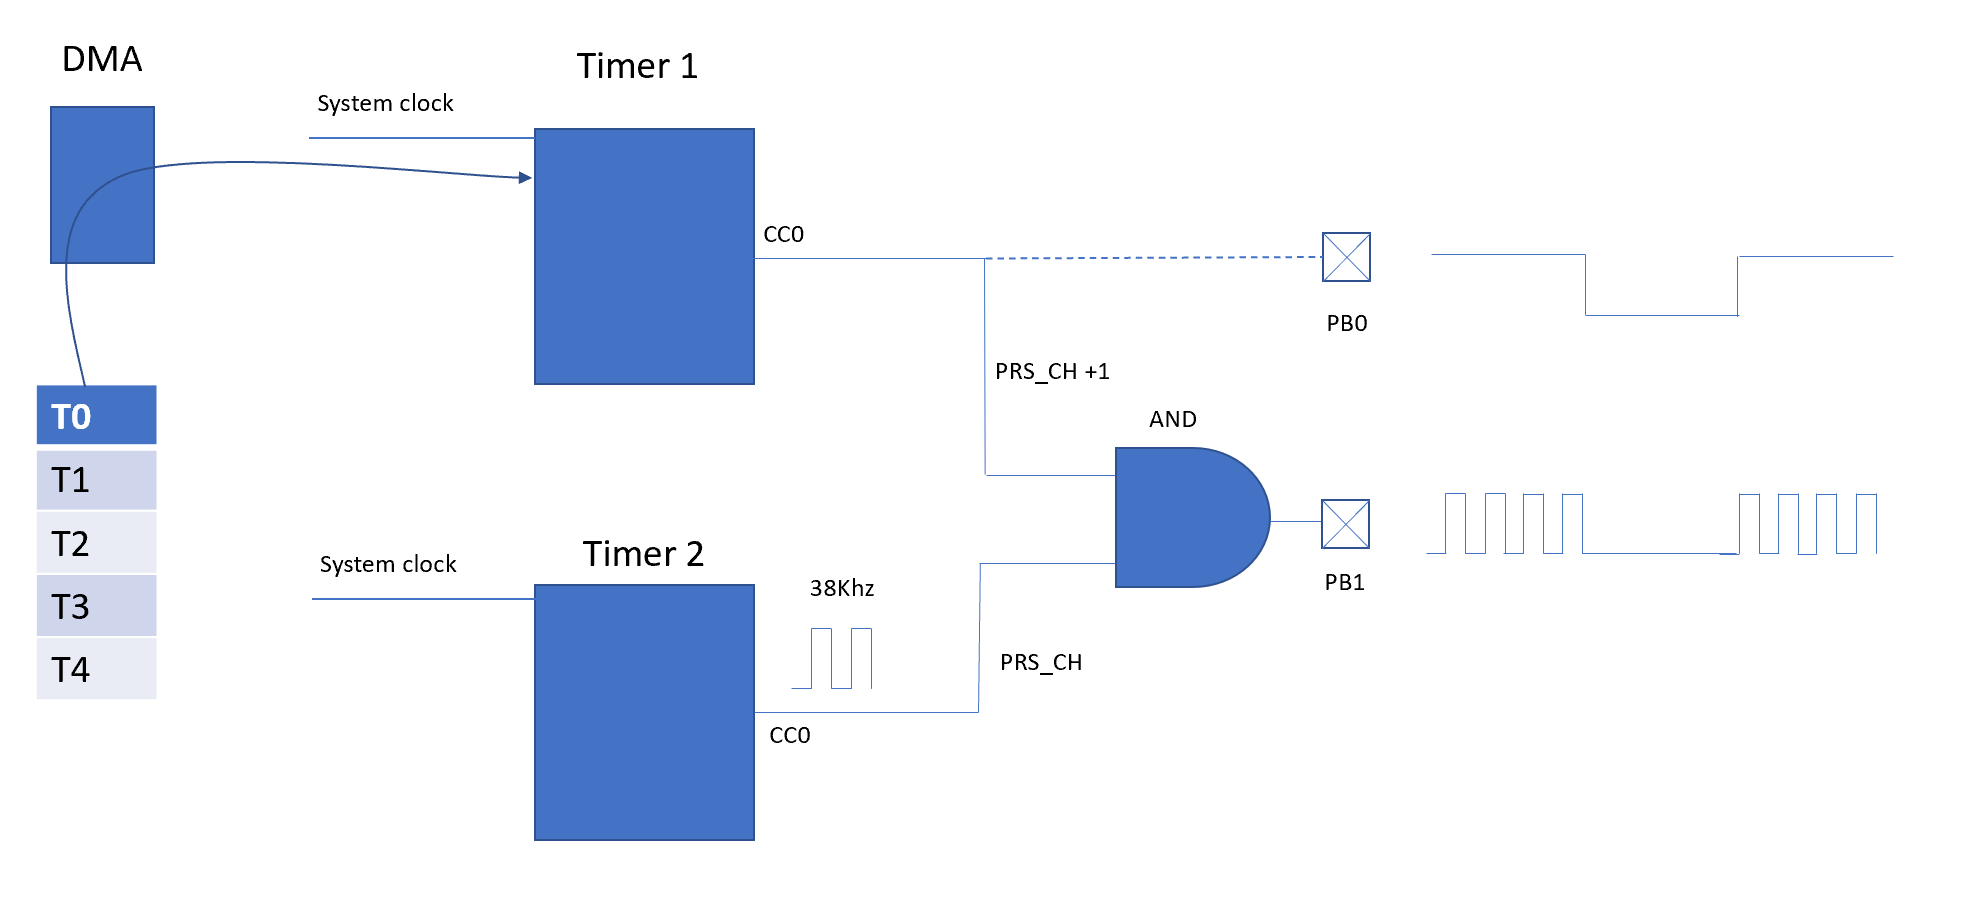 DMA
Timer 1
System clock
CC0
PB0
PRS_CH +1
T0
T1
T2
T3
T4
AND
System clock
Timer 2
38Khz
PB1
PRS_CH
CC0